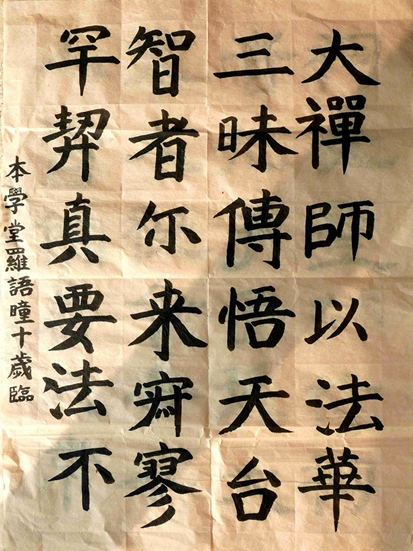 大禪師以法華
三昧傳悟天台
智者尔来寂寥
罕契真要法不
本學堂羅語曈十歲臨